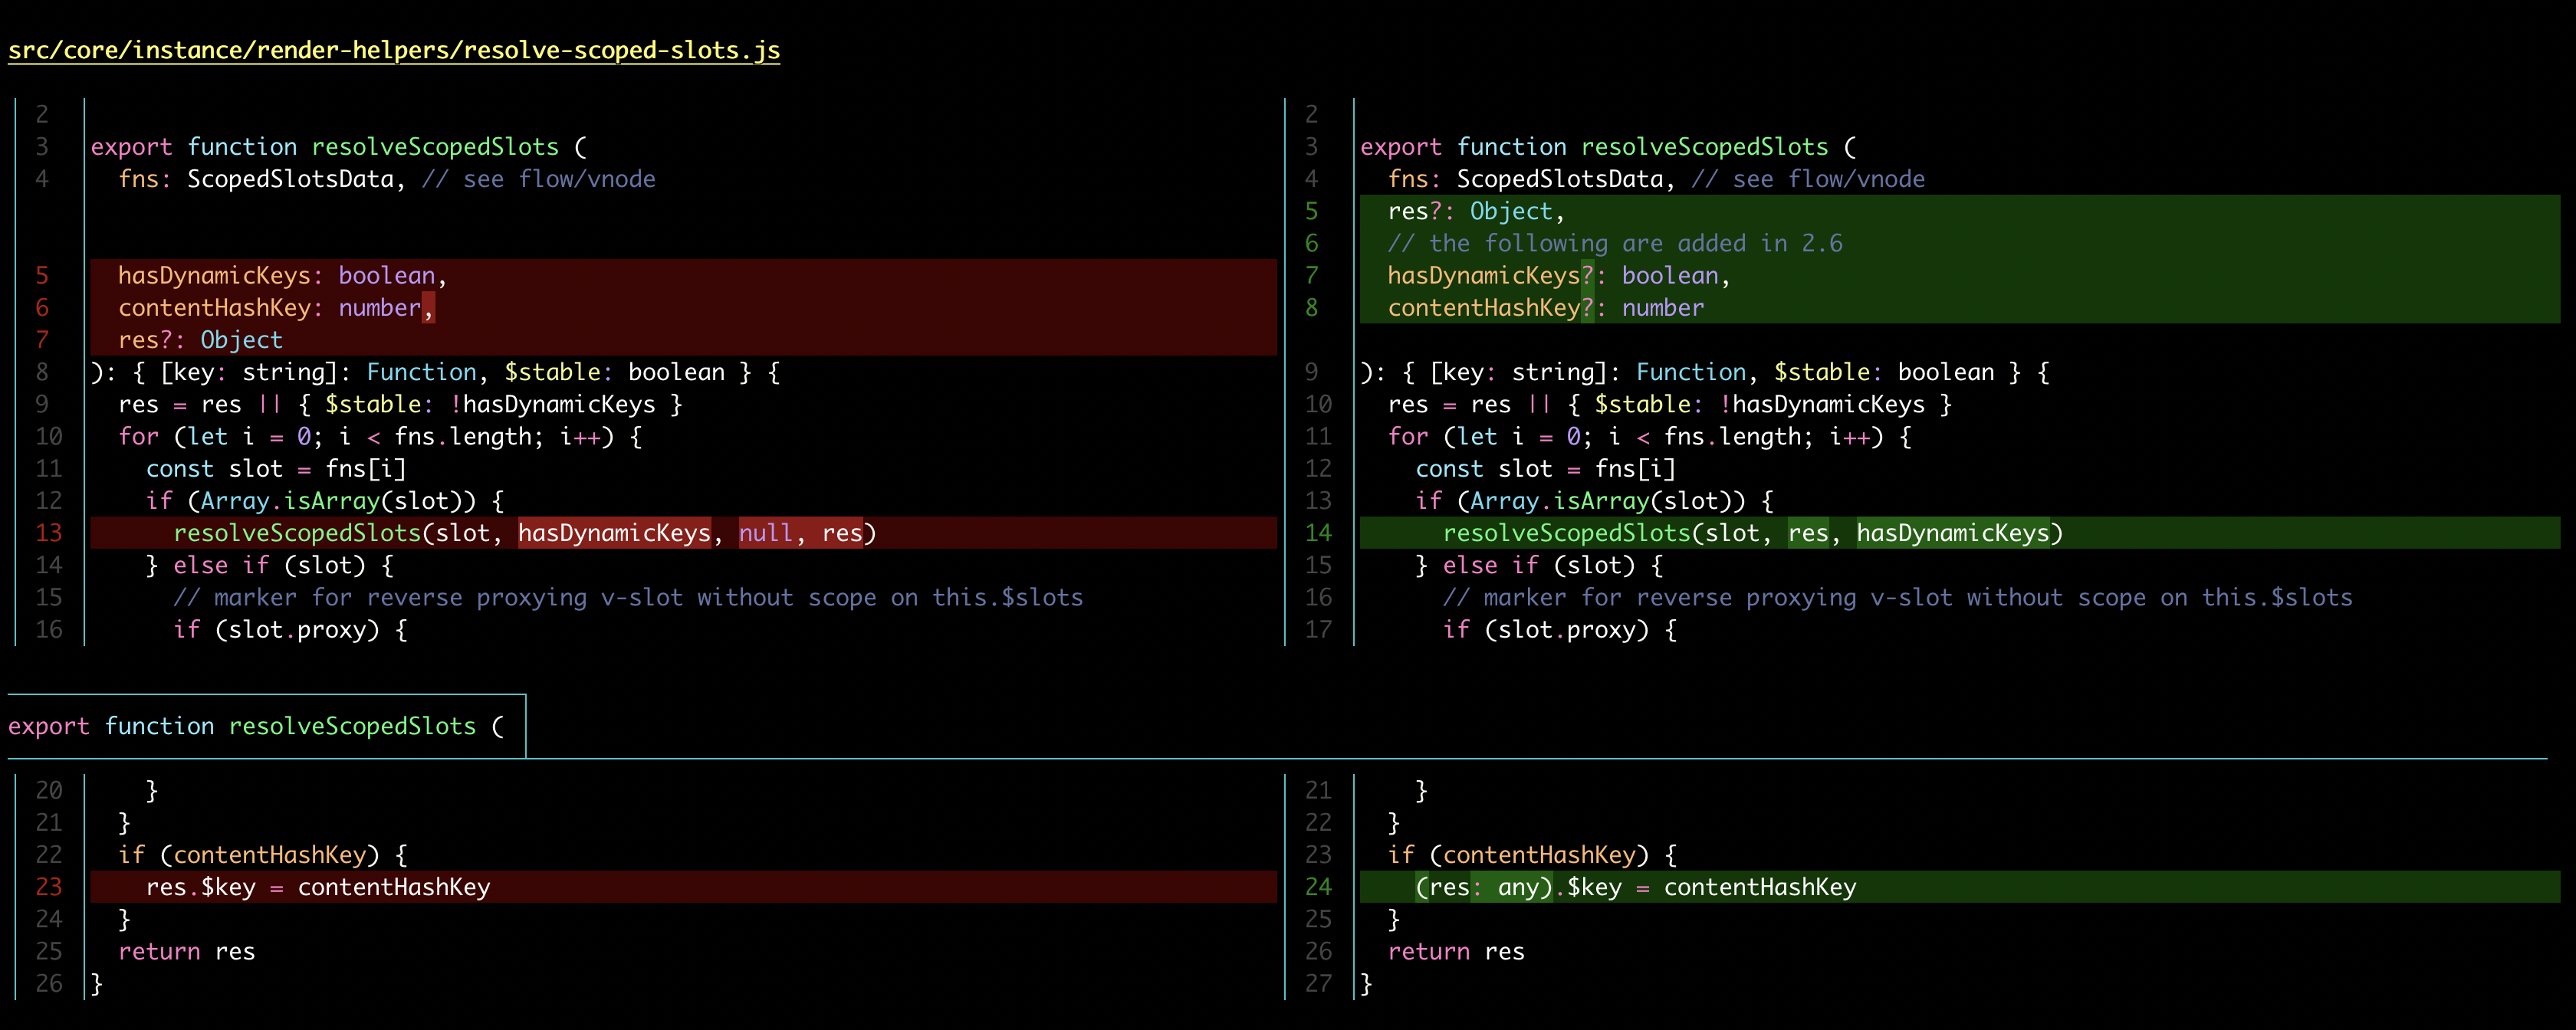 src/core/instance/render-helpers/resolve-scoped-slots.js
2
3 export function resolveScopedSlots (
4   fns: ScopedSlotsData, // see flow/vnode
5   hasDynamicKeys: boolean,
6   contentHashKey: number,
7   res?: Object
8 ): { [key: string]: Function, $stable: boolean } {
9   res = res || { $stable: !hasDynamicKeys }
10   for (let i = 0; i < fns.length; i++) {
11     const slot = fns[i]
12     if (Array.isArray(slot)) {
13       resolveScopedSlots(slot, hasDynamicKeys, null, res)
14     } else if (slot) {
15       // marker for reverse proxying v-slot without scope on this.$slots
16       if (slot.proxy) {
2
3 export function resolveScopedSlots (
4   fns: ScopedSlotsData, // see flow/vnode
5   res?: Object,
6   // the following are added in 2.6
7   hasDynamicKeys?: boolean,
8   contentHashKey?: number
9 ): { [key: string]: Function, $stable: boolean } {
10   res = res || { $stable: !hasDynamicKeys }
11   for (let i = 0; i < fns.length; i++) {
12     const slot = fns[i]
13     if (Array.isArray(slot)) {
14       resolveScopedSlots(slot, res, hasDynamicKeys)
15     } else if (slot) {
16       // marker for reverse proxying v-slot without scope on this.$slots
17       if (slot.proxy) {
export function resolveScopedSlots (
20     }
21   }
22   if (contentHashKey) {
23     res.$key = contentHashKey
24   }
25   return res
26 }
21     }
22   }
23   if (contentHashKey) {
24     (res: any).$key = contentHashKey
25   }
26   return res
27 }